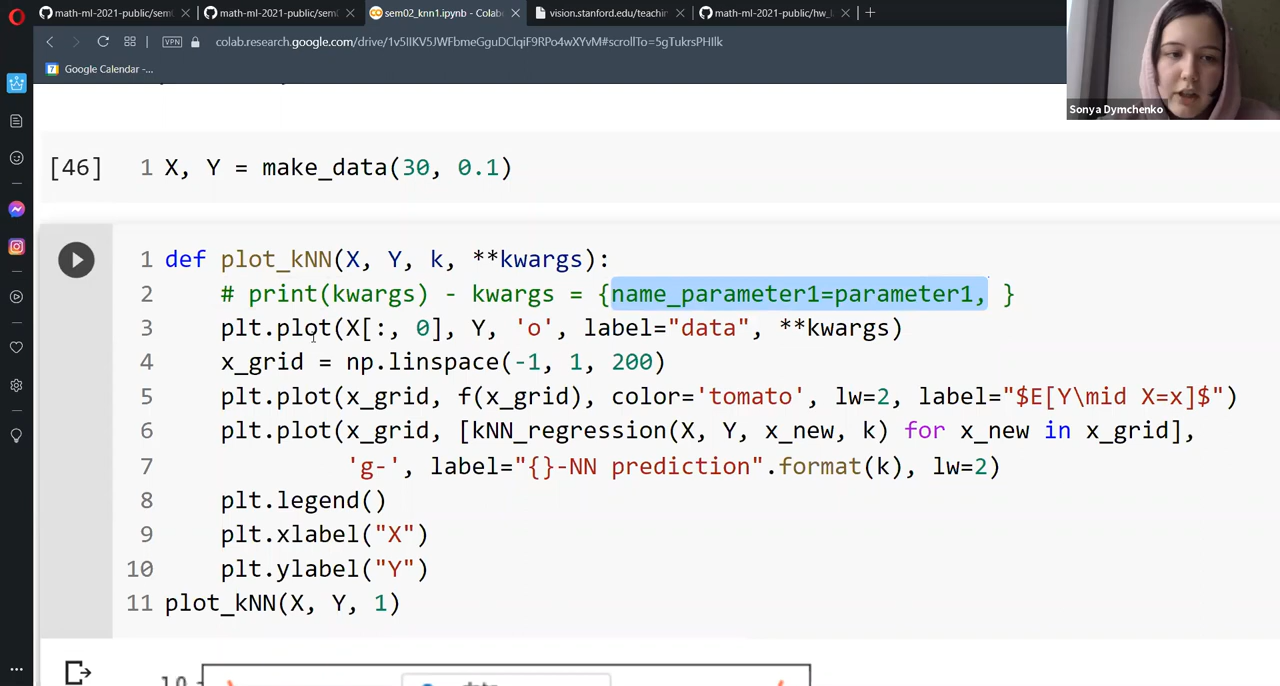 math-ml-2021-public/sem
math-ml-2021-public/sem
sem02_knn1.ipynb - Colab
vision.stanford.edu/teachin
math-ml-2021-public/hw_
VPN
colab.research.google.com/drive/1v5IIKV5JWFbmeGguDClqiF9RPo4wXYvM#scrollTo=5gTukrsPHIlk
Google Calendar -...
Sonya Dymchenko
[46] 1 X, Y = make_data(30, 0.1)
1 def plot_kNN(X, Y, k, **kwargs):
2 # print(kwargs) - kwargs = {name_parameter1=parameter1, }
3 plt.plot(X[:, 0], Y, 'o', label="data", **kwargs)
4 x_grid = np.linspace(-1, 1, 200)
5 plt.plot(x_grid, f(x_grid), color='tomato', lw=2, label="$E[Y\mid X=x]$")
6 plt.plot(x_grid, [kNN_regression(X, Y, x_new, k) for x_new in x_grid],
7 'g-', label="{}-NN prediction".format(k), lw=2)
8 plt.legend()
9 plt.xlabel("X")
10 plt.ylabel("Y")
11 plot_kNN(X, Y, 1)